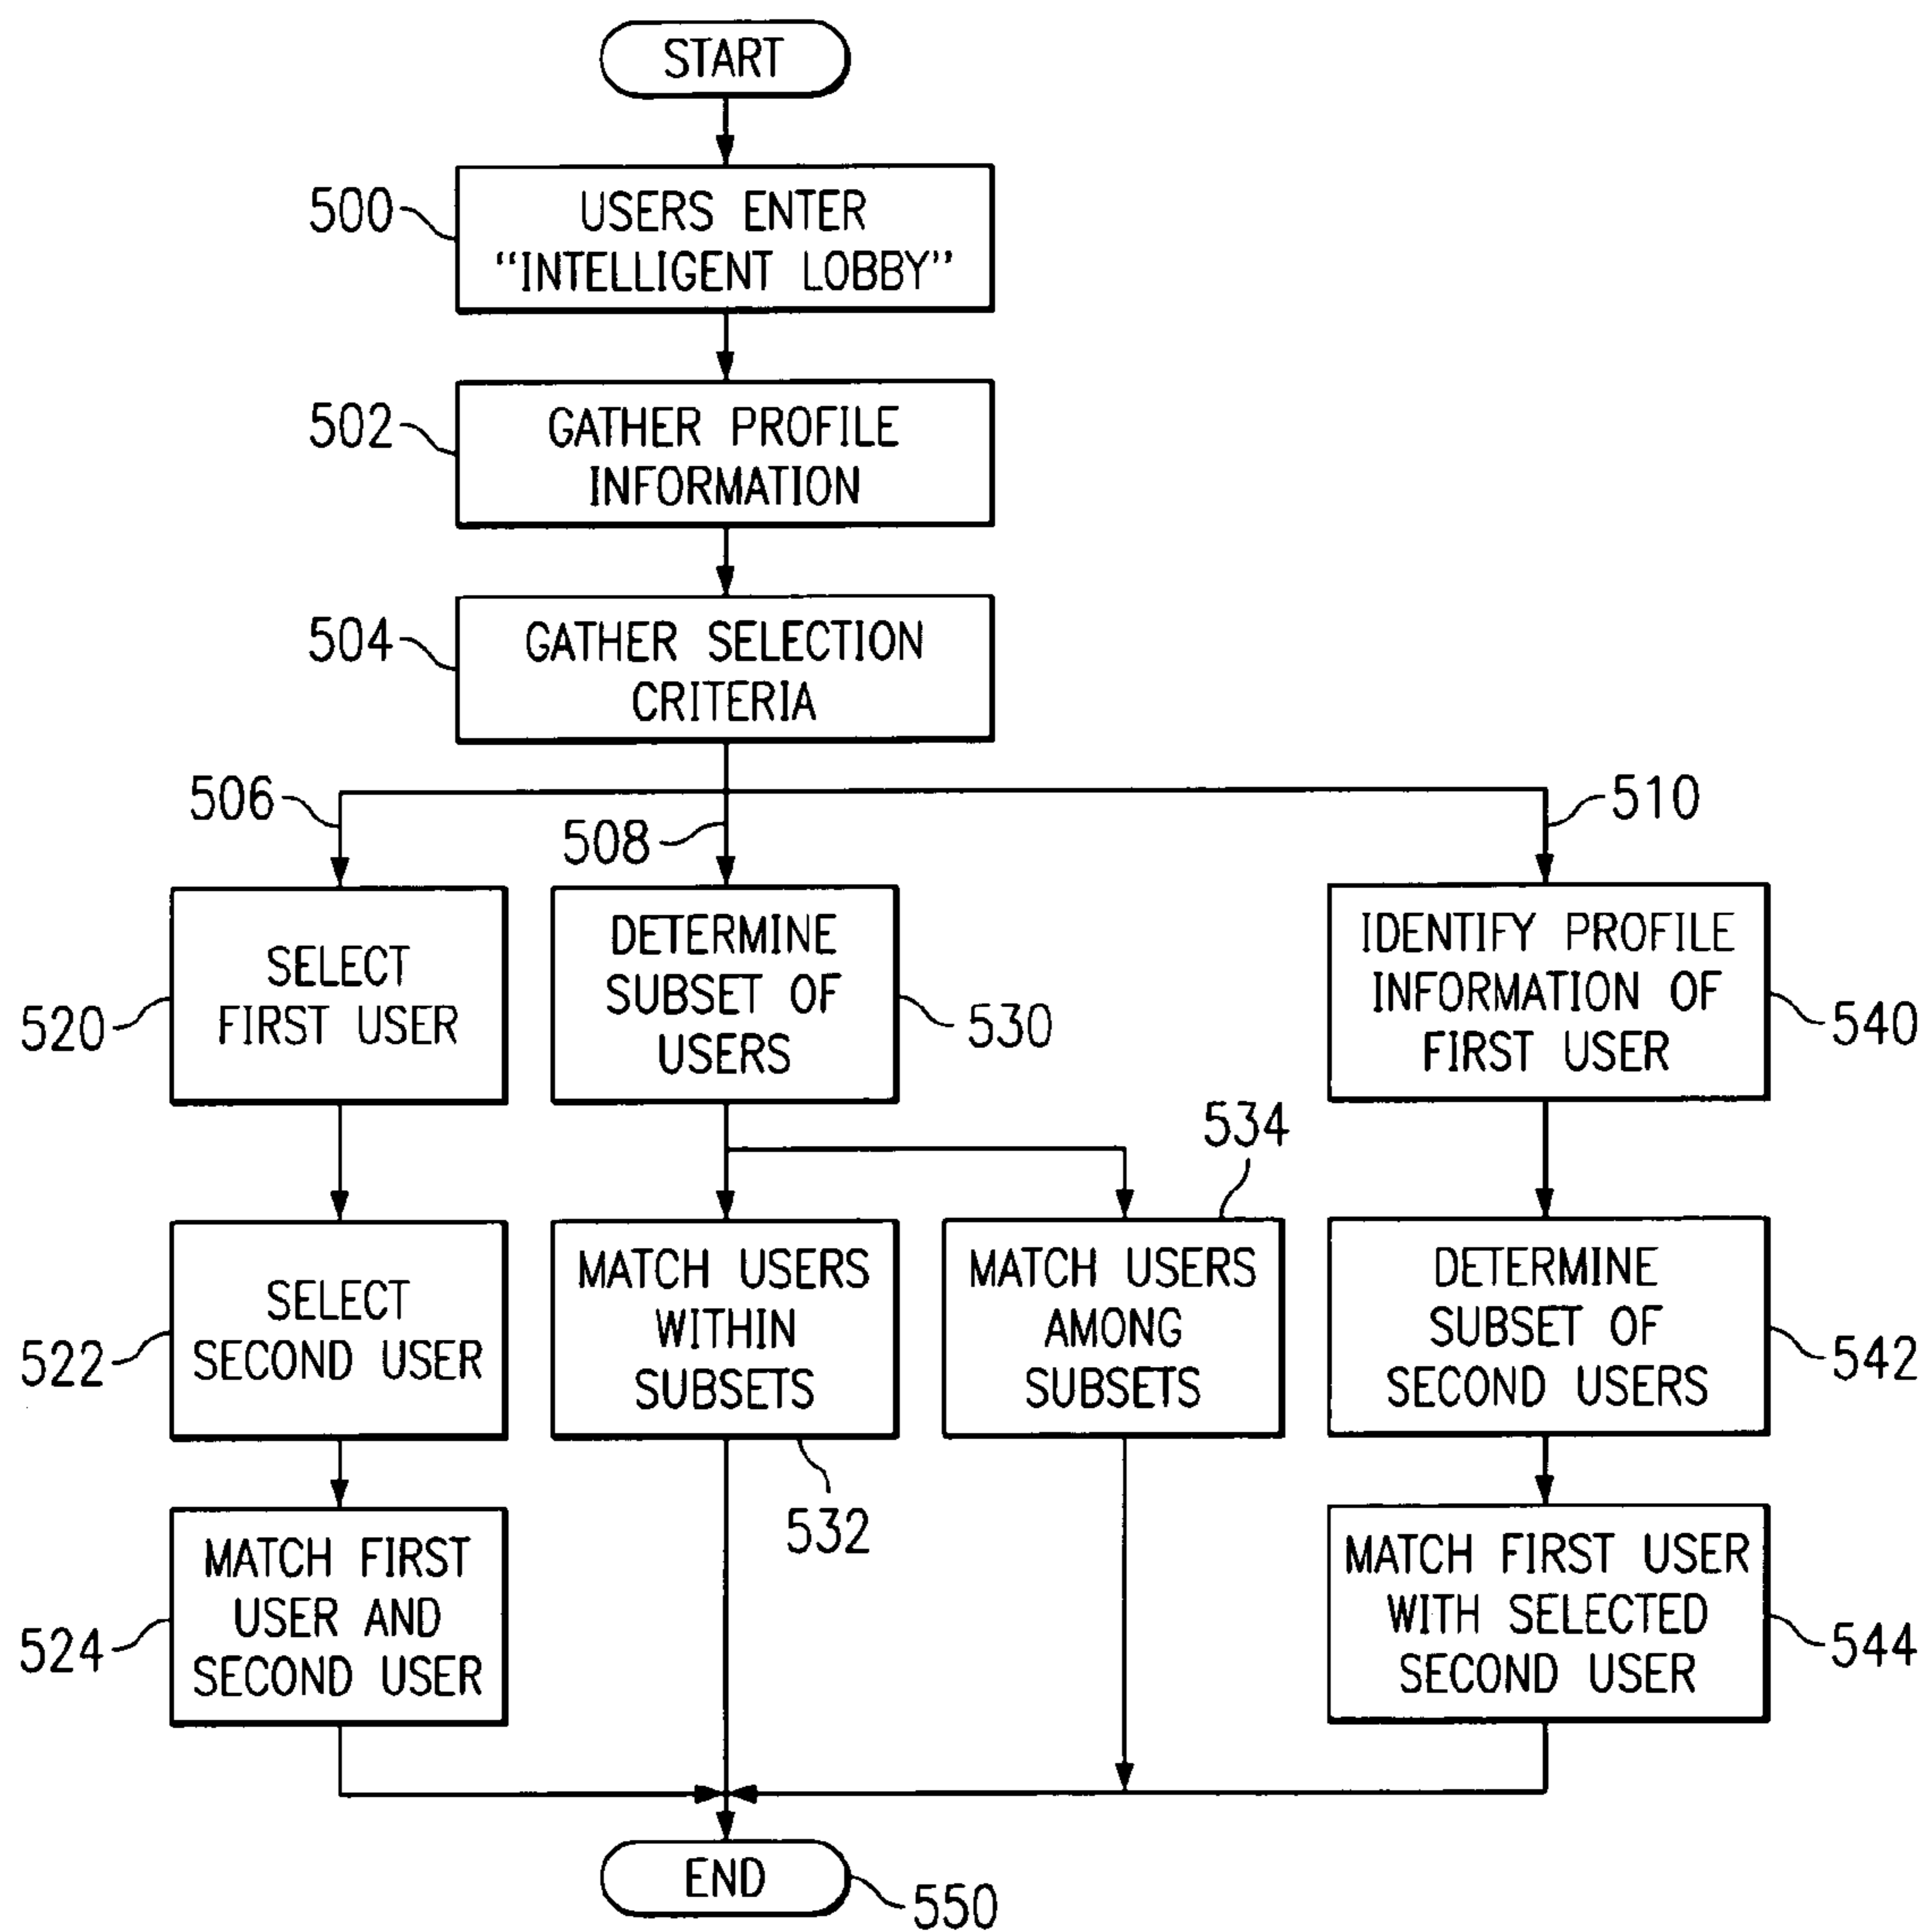 START
500
USERS ENTER
"INTELLIGENT LOBBY"
502
GATHER PROFILE
INFORMATION
504
GATHER SELECTION
CRITERIA
506
508
510
SELECT
FIRST USER
520
DETERMINE
SUBSET OF
USERS
530
IDENTIFY PROFILE
INFORMATION OF
FIRST USER
540
534
SELECT
SECOND USER
522
MATCH USERS
WITHIN
SUBSETS
532
MATCH USERS
AMONG
SUBSETS
DETERMINE
SUBSET OF
SECOND USERS
542
MATCH FIRST
USER AND
SECOND USER
524
MATCH FIRST USER
WITH SELECTED
SECOND USER
544
END
550